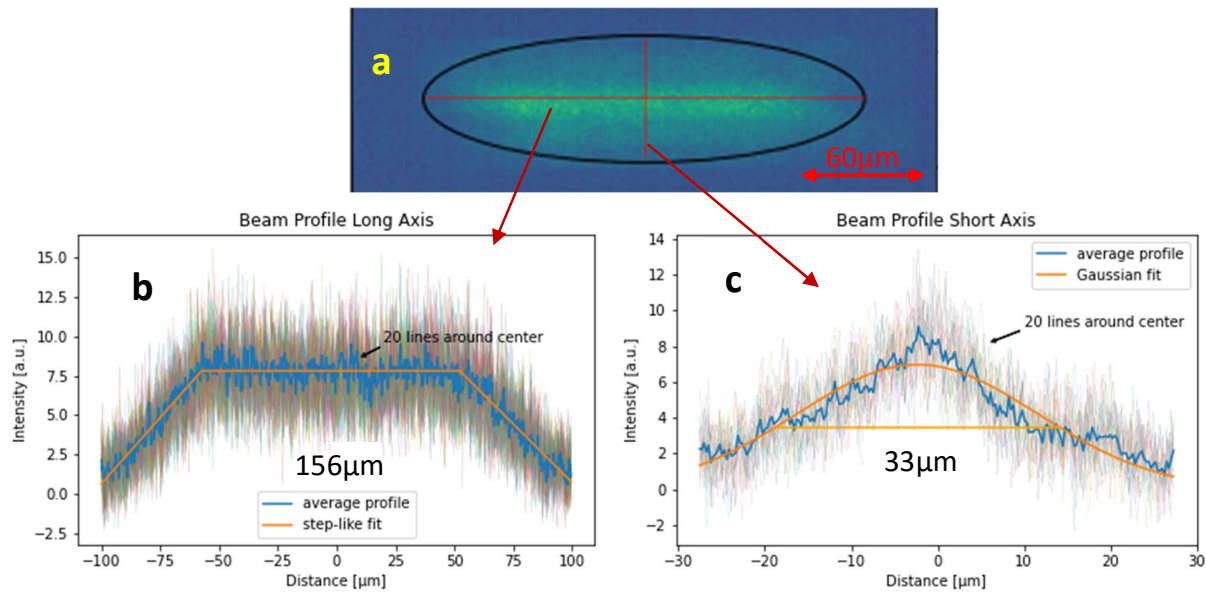 a
60µm
Beam Profile Long Axis
b
Intensity [a.u.]
15.0
12.5
10.0
7.5
5.0
2.5
0.0
−2.5
20 lines around center
156µm
average profile
step-like fit
−100
−75
−50
−25
0
25
50
75
100
Distance [µm]
Beam Profile Short Axis
c
Intensity [a.u.]
14
12
10
8
6
4
2
0
−2
average profile
Gaussian fit
20 lines around center
33µm
−30
−20
−10
0
10
20
30
Distance [µm]